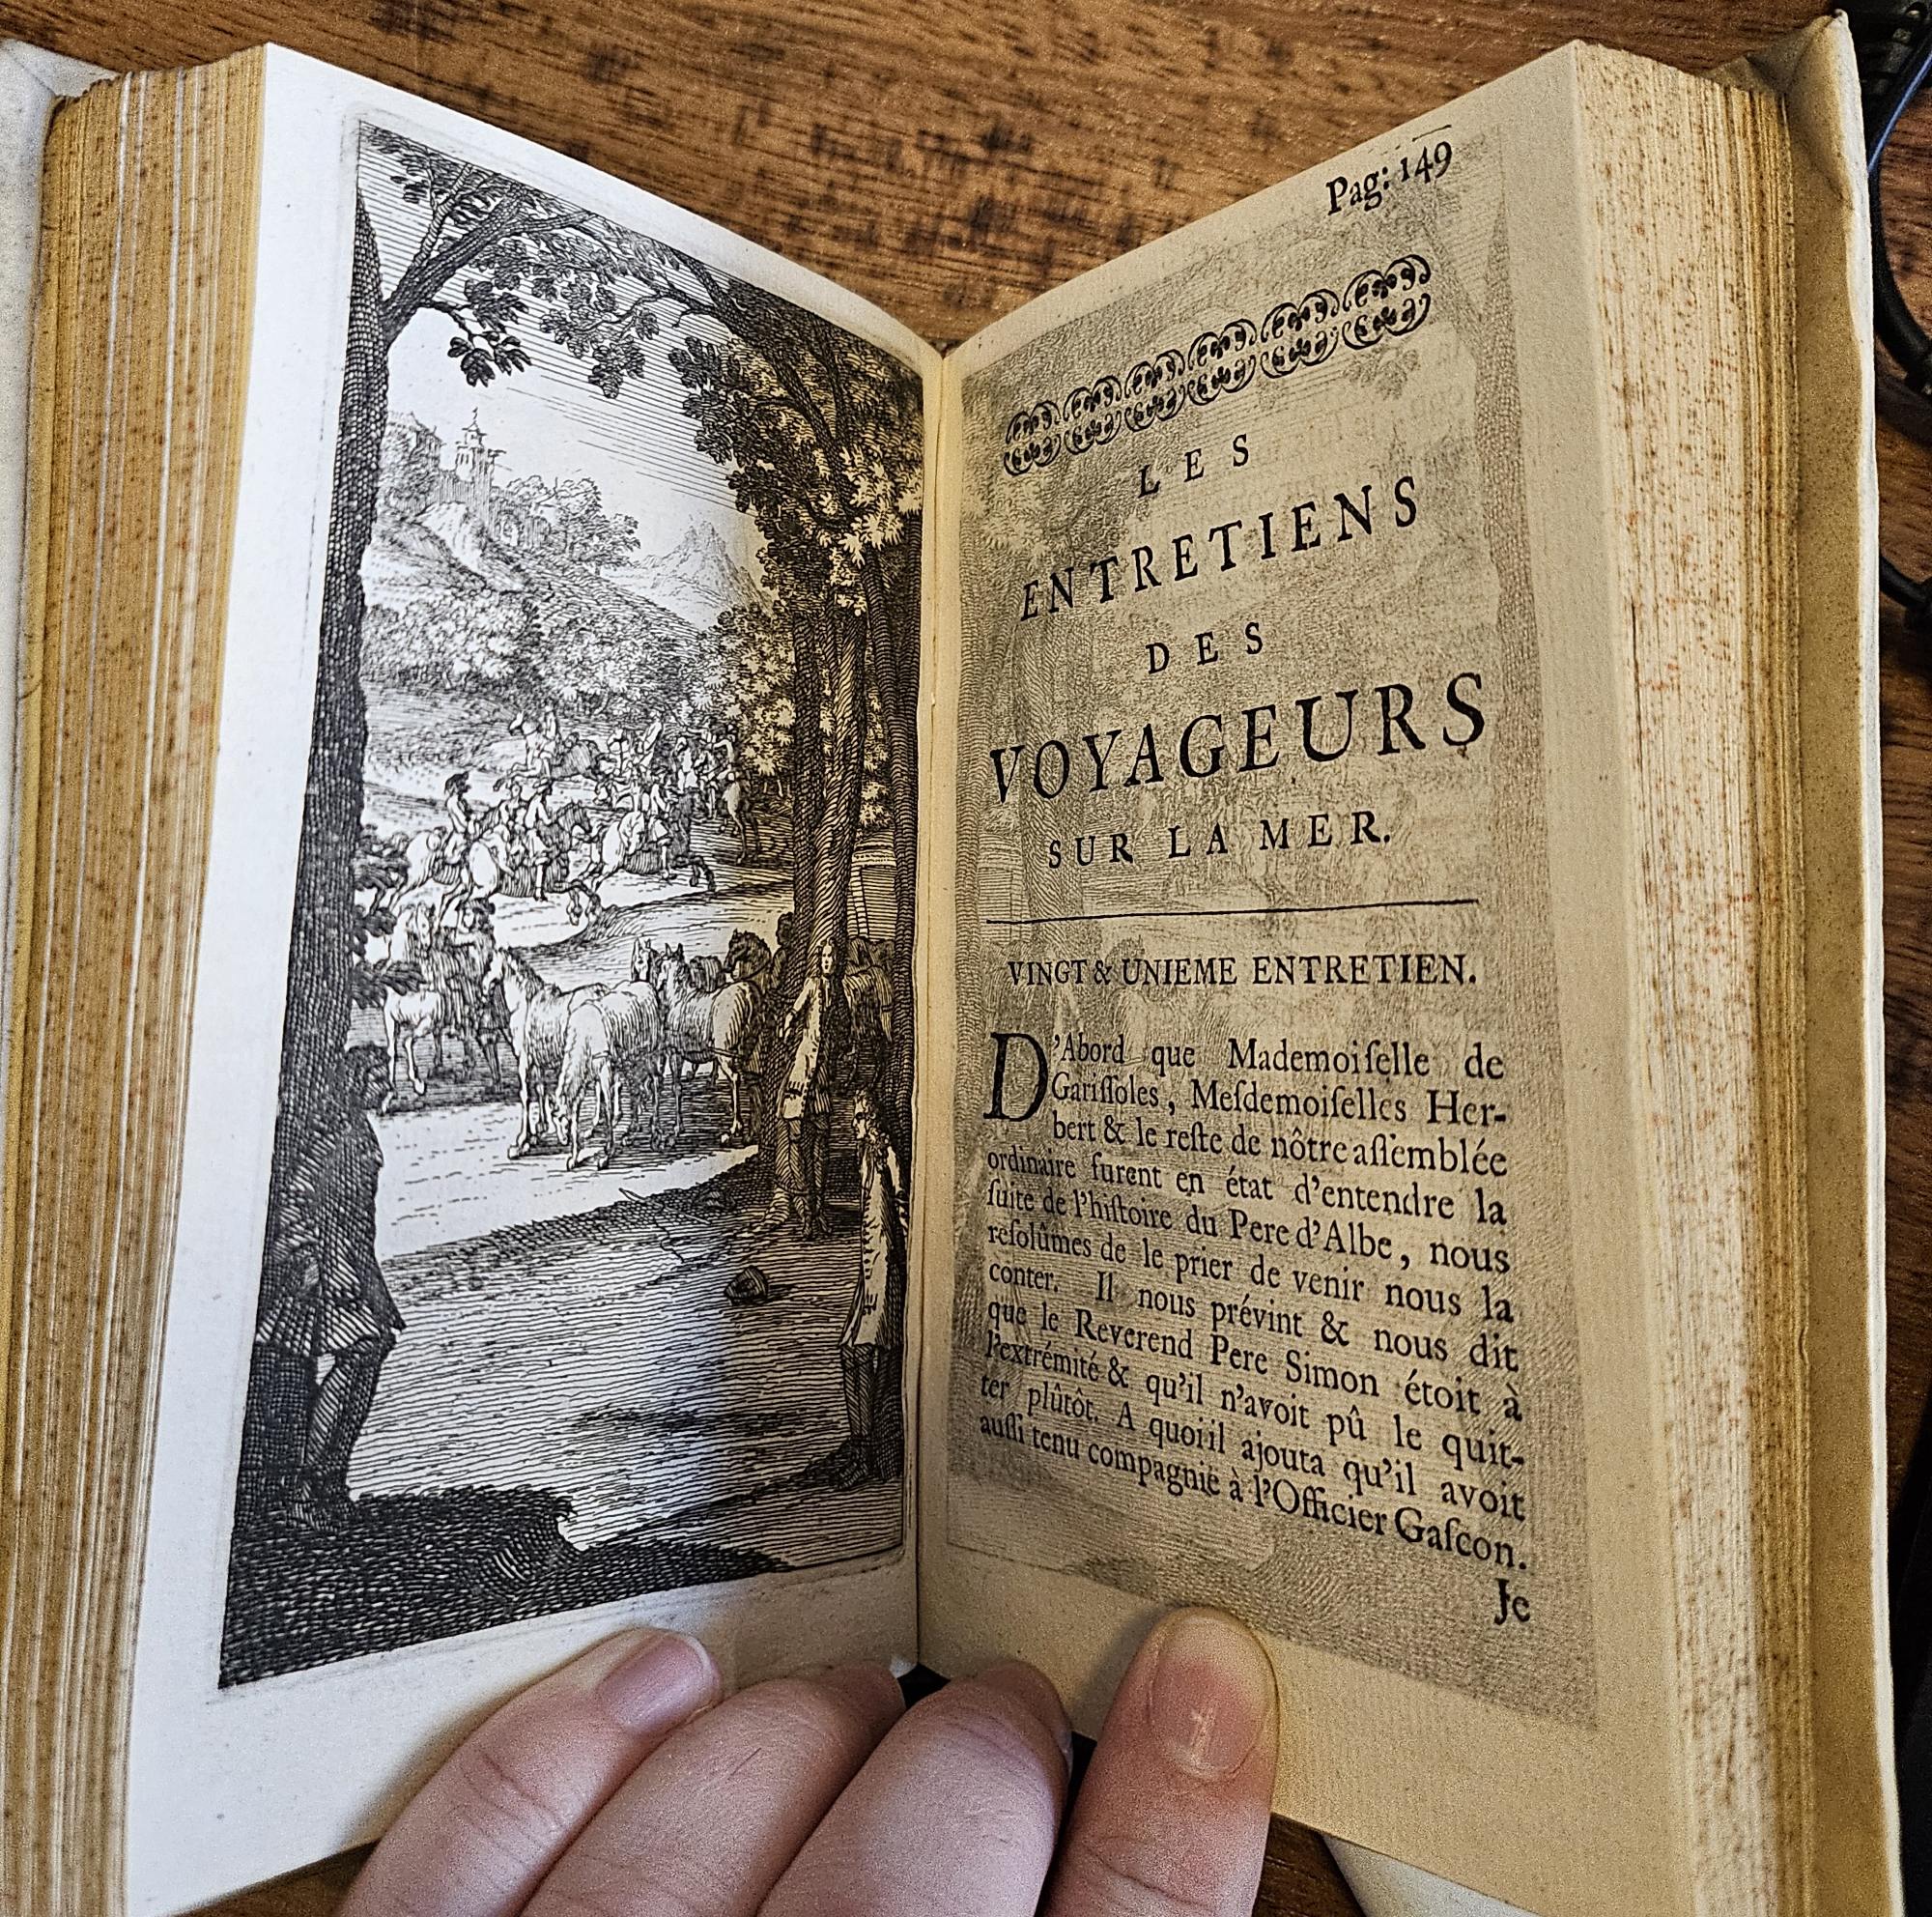 Pag: 149
LES
ENTRETIENS
DES
VOYAGEURS
SUR LA MER.
VINGT & UNIEME ENTRETIEN.
D'Abord que Mademoiſelle de
Gariſſoles, Meſdemoiſelles Her-
bert & le reſte de nôtre aſſemblée
ordinaire furent en état d'entendre la
ſuite de l'hiſtoire du Pere d'Albe, nous
reſolûmes de le prier de venir nous la
conter. Il nous prévint & nous dit
que le Reverend Pere Simon étoit à
l'extrémité & qu'il n'avoit pû le quit-
ter plûtôt. A quoi il ajouta qu'il avoit
auſſi tenu compagnie à l'Officier Gaſcon.
Je